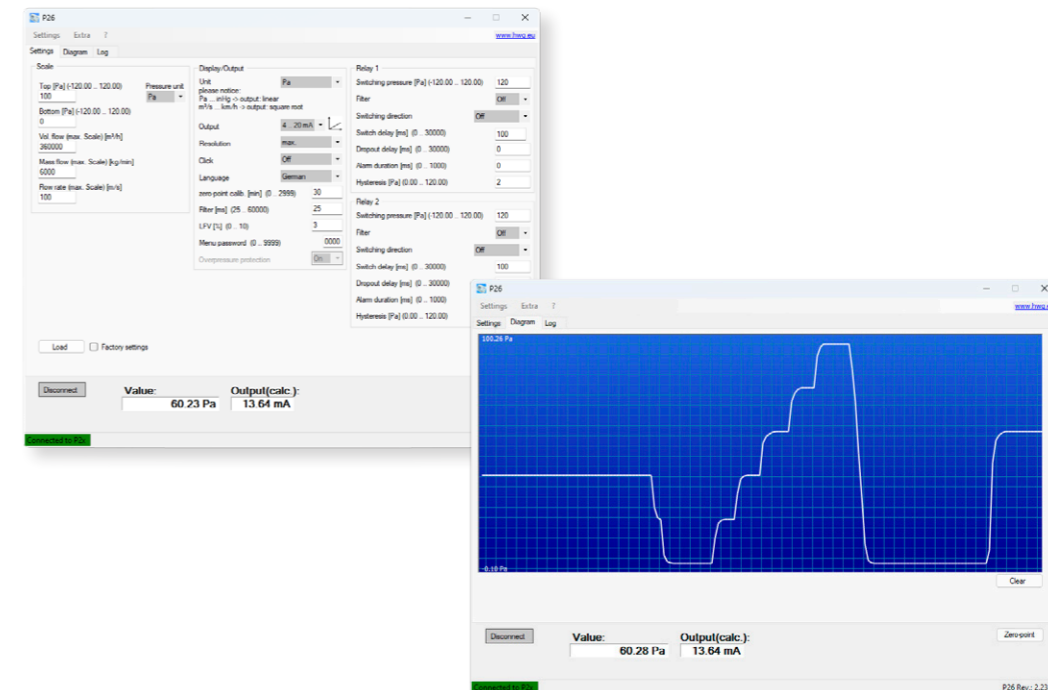 P26
Settings Extra ?
www.hwg.eu
Settings Diagram Log
Scale
Top [Pa] (-120.00 .. 120.00) Pressure unit
100 Pa
Bottom [Pa] (-120.00 .. 120.00)
0
Vol. flow (max. Scale) [m³/h]
360000
Mass flow (max. Scale) [kg/min]
6000
Flow rate (max. Scale) [m/s]
100
Display/Output
Unit Pa
please notice:
Pa ... inHg -> output: linear
m³/s ... km/h -> output: square root
Output 4 .. 20 mA
Resolution max.
Click Off
Language German
zero-point calib. [min] (0 .. 2999) 30
Filter [ms] (25 .. 60000) 25
LFV [%] (0 .. 10) 3
Menu password (0 .. 9999) 0000
Overpressure protection On
Relay 1
Switching pressure [Pa] (-120.00 .. 120.00) 120
Filter Off
Switching direction Off
Switch delay [ms] (0 .. 30000) 100
Dropout delay [ms] (0 .. 30000) 0
Alarm duration [ms] (0 .. 1000) 0
Hysteresis [Pa] (0.00 .. 120.00) 2
Relay 2
Switching pressure [Pa] (-120.00 .. 120.00) 120
Filter Off
Switching direction Off
Switch delay [ms] (0 .. 30000) 100
Dropout delay [ms] (0 .. 30000)
Alarm duration [ms] (0 .. 1000)
Hysteresis [Pa] (0.00 .. 120.00)
Load Factory settings
Disconnect
Value: Output(calc.):
60.23 Pa 13.64 mA
Connected to P2x
P26
Settings Extra ?
www.hwg.e
Settings Diagram Log
100.26 Pa
-0.10 Pa
Clear
Disconnect
Value: Output(calc.):
60.28 Pa 13.64 mA
Zero-point
Connected to P2x
P26 Rev.: 2.23